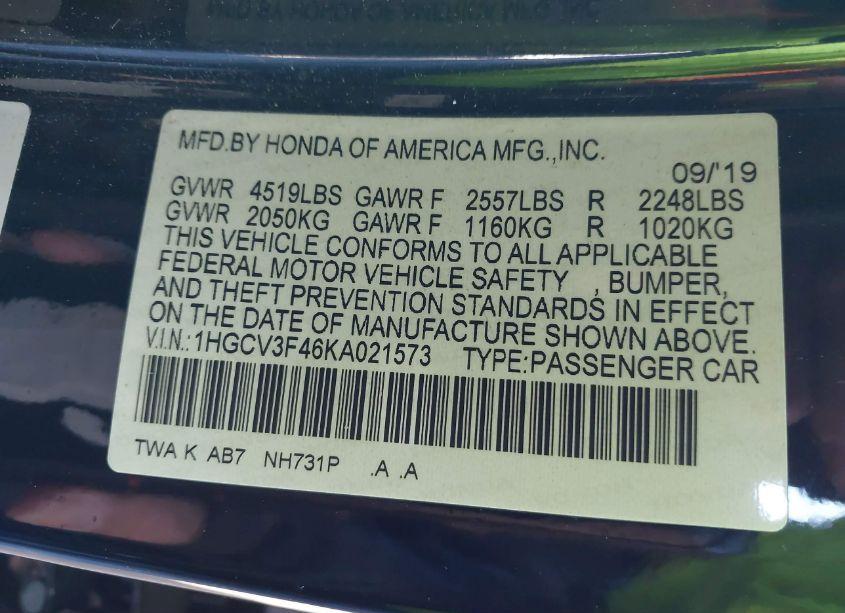 MFD.BY HONDA OF AMERICA MFG.,INC.
09/'19
GVWR 4519LBS GAWR F 2557LBS R 2248LBS
GVWR 2050KG GAWR F 1160KG R 1020KG
THIS VEHICLE CONFORMS TO ALL APPLICABLE
FEDERAL MOTOR VEHICLE SAFETY , BUMPER,
AND THEFT PREVENTION STANDARDS IN EFFECT
ON THE DATE OF MANUFACTURE SHOWN ABOVE.
V.I.N.:1HGCV3F46KA021573 TYPE:PASSENGER CAR
TWA K AB7 NH731P .A .A